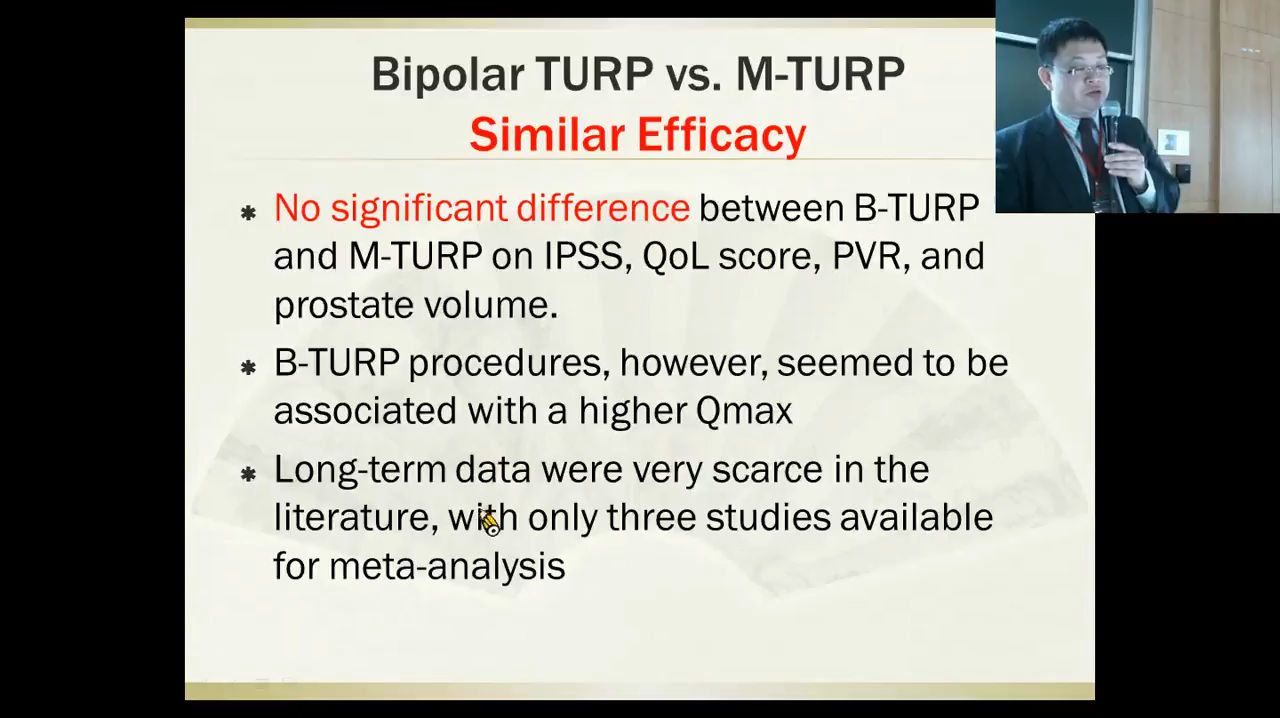 Bipolar TURP vs. M-TURP
Similar Efficacy
No significant difference between B-TURP
and M-TURP on IPSS, QoL score, PVR, and
prostate volume.
B-TURP procedures, however, seemed to be
associated with a higher Qmax
Long-term data were very scarce in the
literature, with only three studies available
for meta-analysis